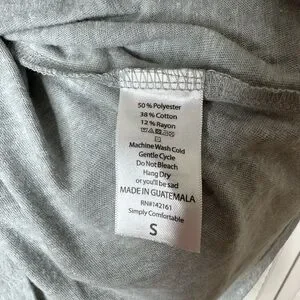 50% Polyester
38% Cotton
12% Rayon
Machine Wash Cold
Gentle Cycle
Do Not Bleach
Hang Dry
or you'll be sad
MADE IN GUATEMALA
RN#142161
Simply Comfortable
S